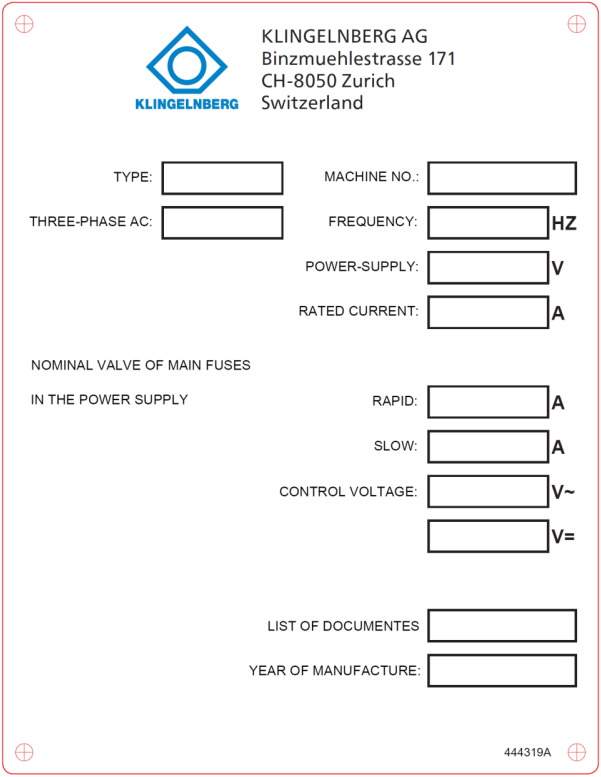 KLINGELNBERG
KLINGELNBERG AG
Binzmuehlestrasse 171
CH-8050 Zurich
Switzerland
TYPE:
MACHINE NO.:
THREE-PHASE AC:
FREQUENCY: HZ
POWER-SUPPLY: V
RATED CURRENT: A
NOMINAL VALVE OF MAIN FUSES
IN THE POWER SUPPLY
RAPID: A
SLOW: A
CONTROL VOLTAGE: V~
V=
LIST OF DOCUMENTES
YEAR OF MANUFACTURE:
444319A